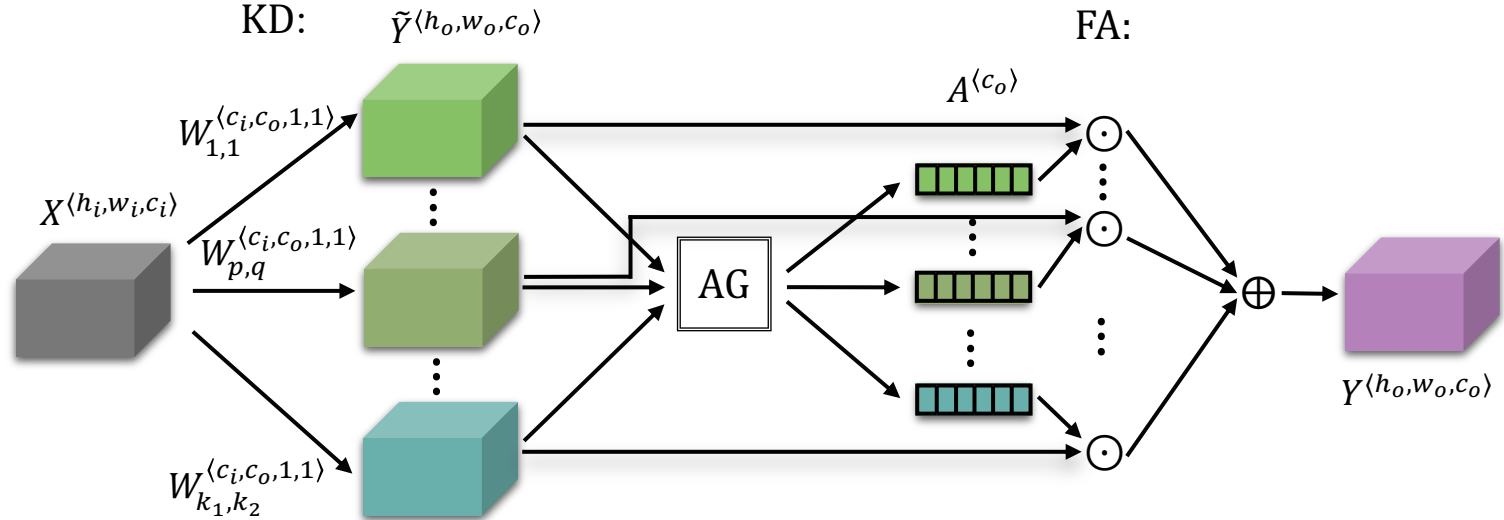 KD:
Ỹ⟨h_o,w_o,c_o⟩
FA:
A⟨c_o⟩
W_{1,1}⟨c_i,c_o,1,1⟩
X⟨h_i,w_i,c_i⟩
W_{p,q}⟨c_i,c_o,1,1⟩
AG
Y⟨h_o,w_o,c_o⟩
W_{k_1,k_2}⟨c_i,c_o,1,1⟩